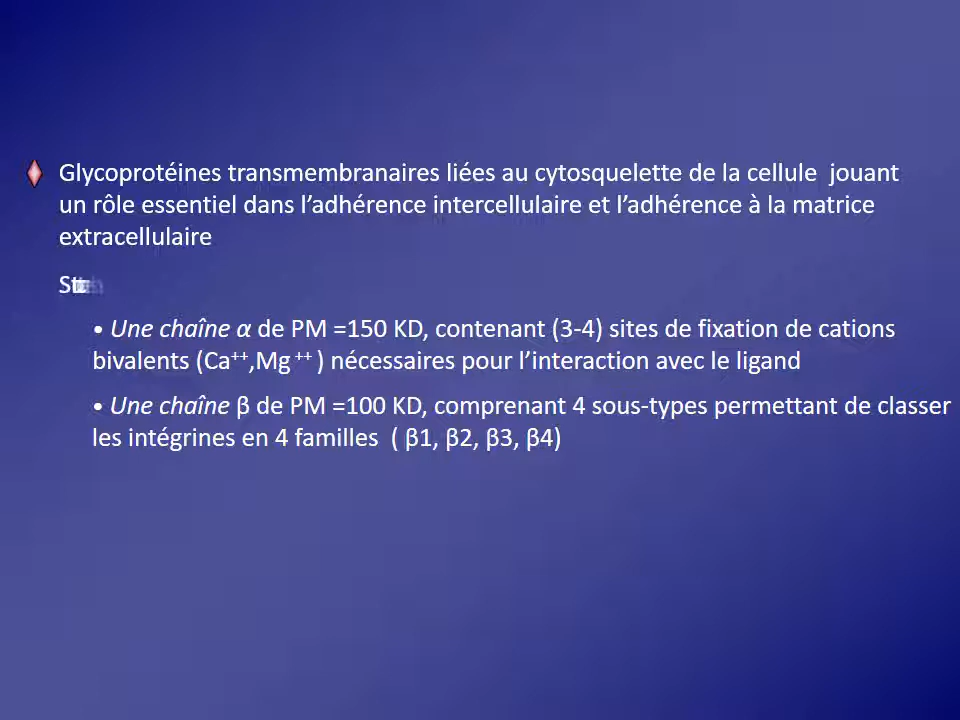 Glycoprotéines transmembranaires liées au cytosquelette de la cellule jouant
un rôle essentiel dans l’adhérence intercellulaire et l’adhérence à la matrice
extracellulaire
• Une chaîne α de PM =150 KD, contenant (3-4) sites de fixation de cations
bivalents (Ca⁺⁺,Mg ⁺⁺ ) nécessaires pour l’interaction avec le ligand
• Une chaîne β de PM =100 KD, comprenant 4 sous-types permettant de classer
les intégrines en 4 familles ( β1, β2, β3, β4)